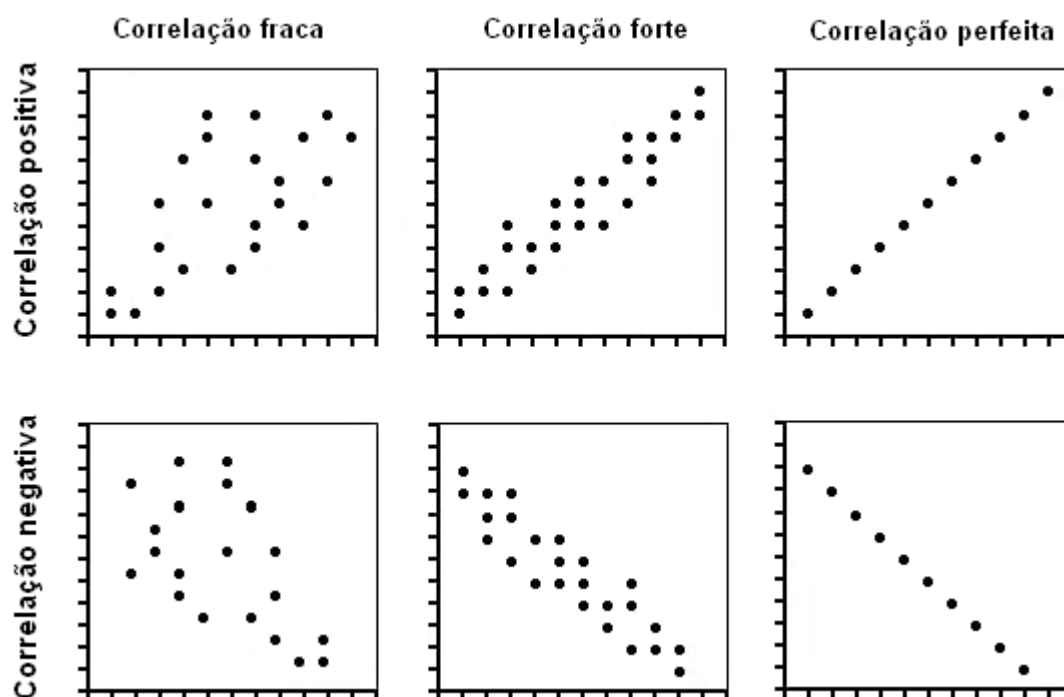 Correlação fraca
Correlação forte
Correlação perfeita
Correlação positiva
Correlação negativa